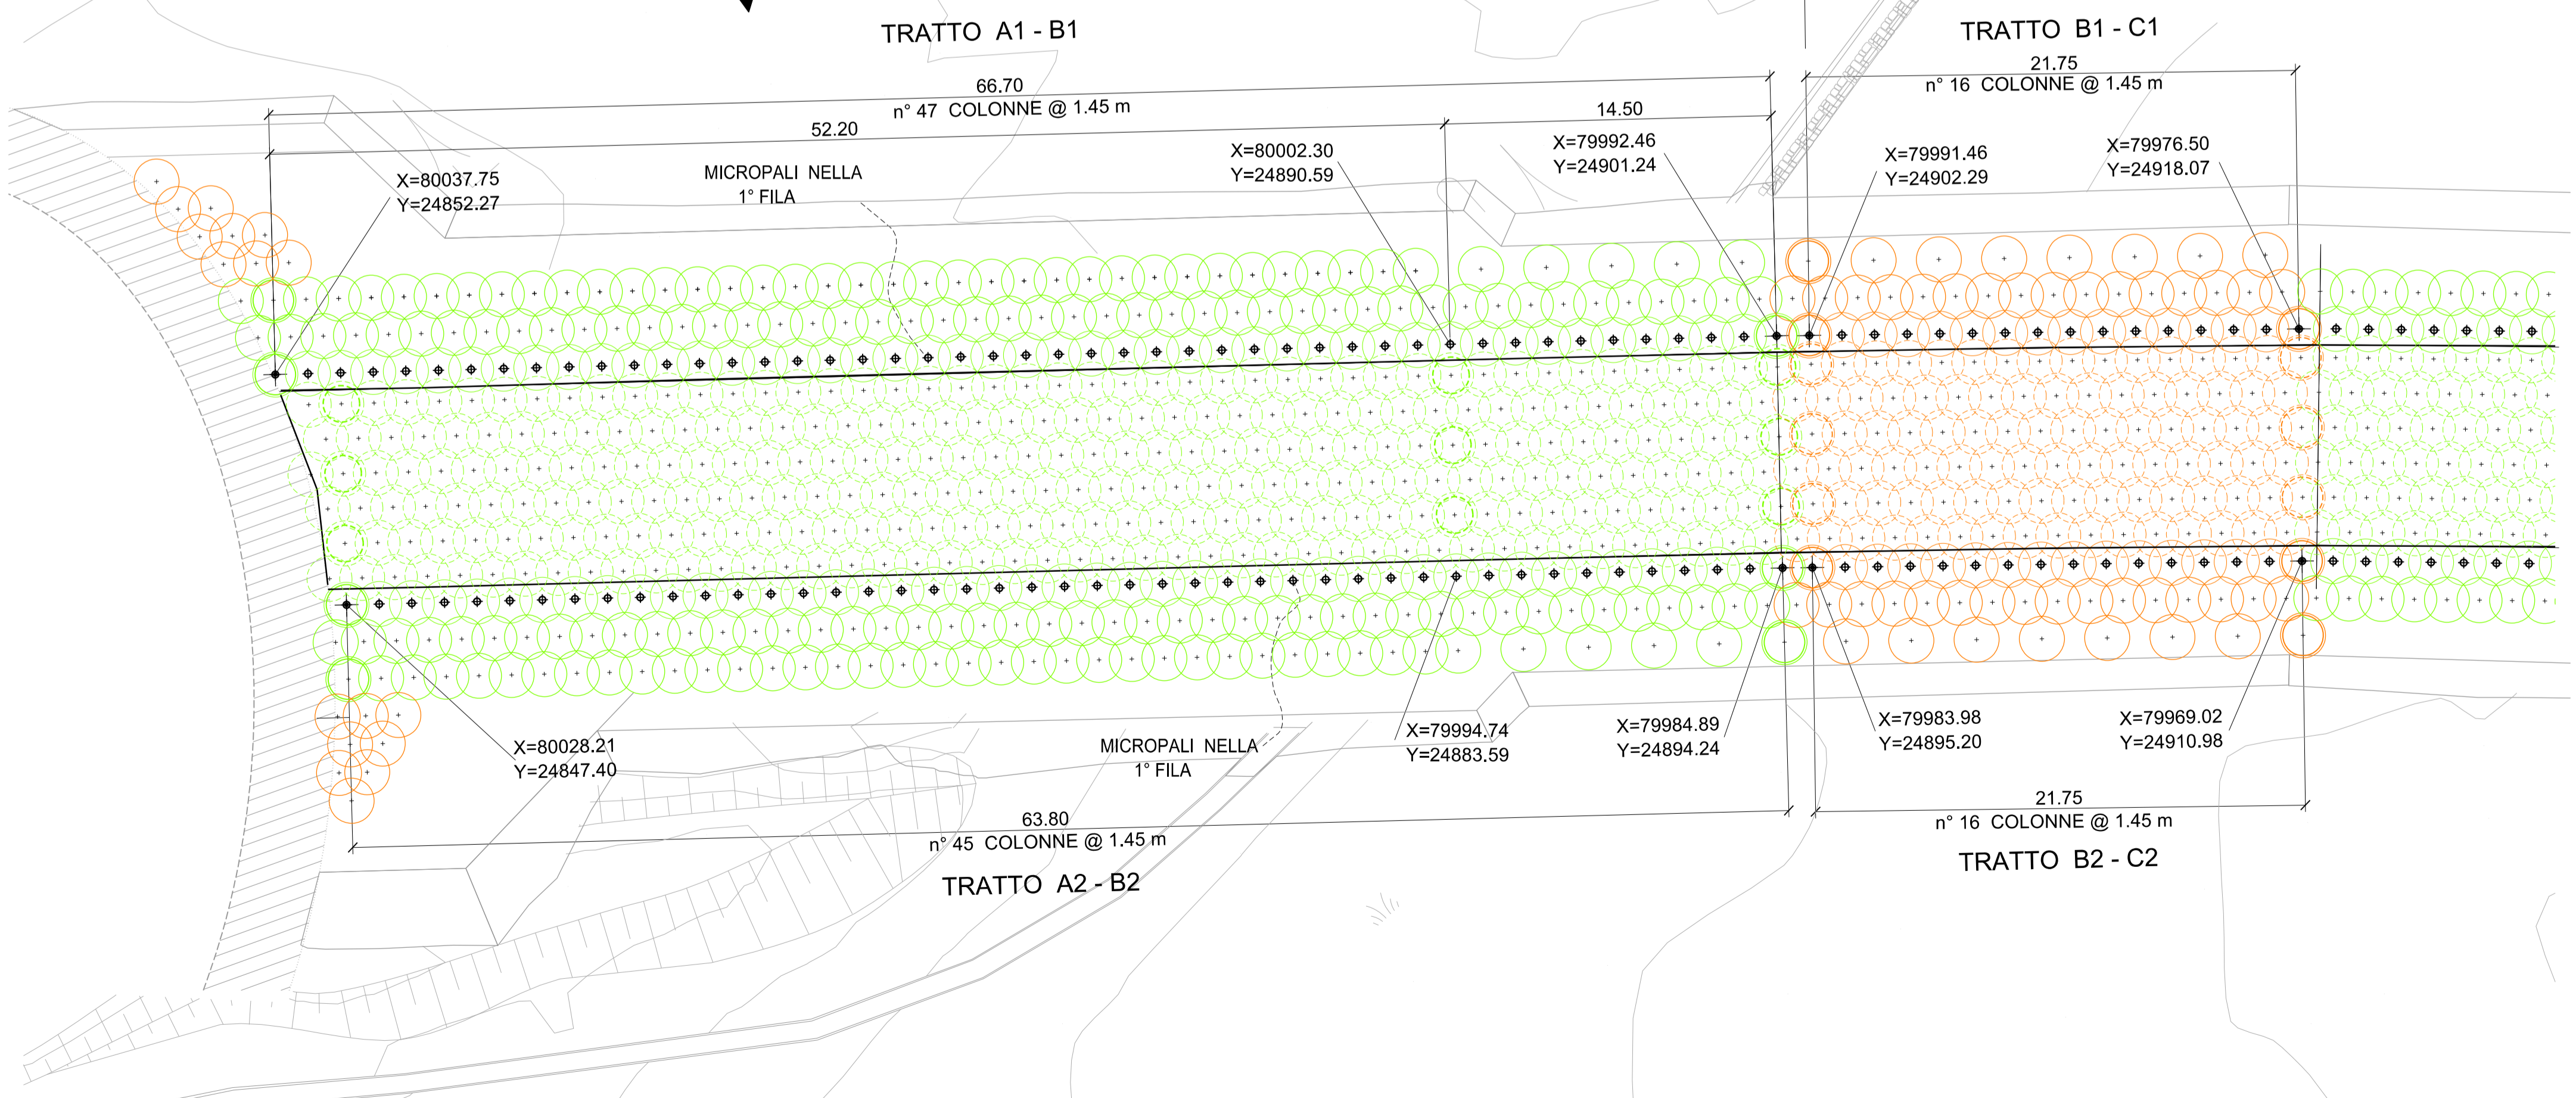 TRATTO A1 - B1
TRATTO B1 - C1
66.70
n° 47 COLONNE @ 1.45 m
21.75
n° 16 COLONNE @ 1.45 m
52.20
14.50
X=80037.75
Y=24852.27
MICROPALI NELLA
1° FILA
X=80002.30
Y=24890.59
X=79992.46
Y=24901.24
X=79991.46
Y=24902.29
X=79976.50
Y=24918.07
X=80028.21
Y=24847.40
MICROPALI NELLA
1° FILA
X=79994.74
Y=24883.59
X=79984.89
Y=24894.24
X=79983.98
Y=24895.20
X=79969.02
Y=24910.98
63.80
n° 45 COLONNE @ 1.45 m
21.75
n° 16 COLONNE @ 1.45 m
TRATTO A2 - B2
TRATTO B2 - C2